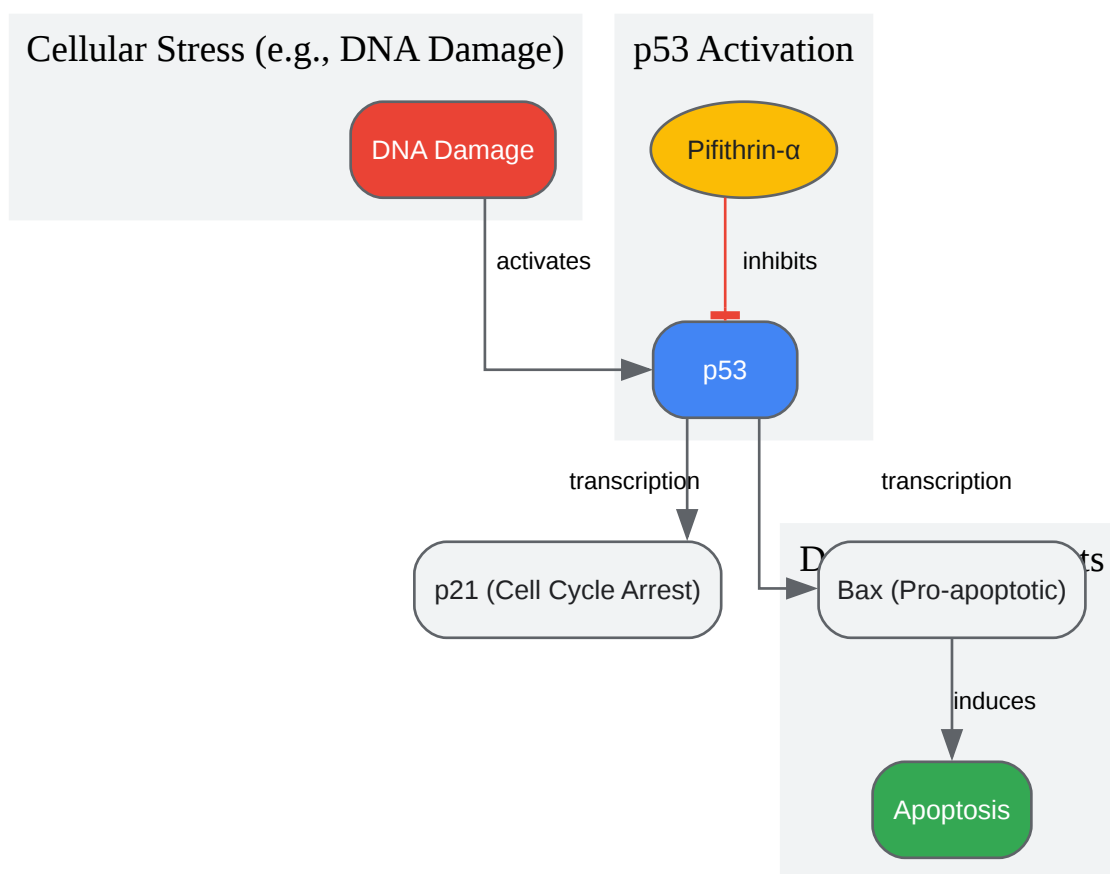 Cellular Stress (e.g., DNA Damage)
p53 Activation
DNA Damage
Pifithrin-α
activates
inhibits
p53
transcription
transcription
p21 (Cell Cycle Arrest)
Bax (Pro-apoptotic)
induces
Apoptosis